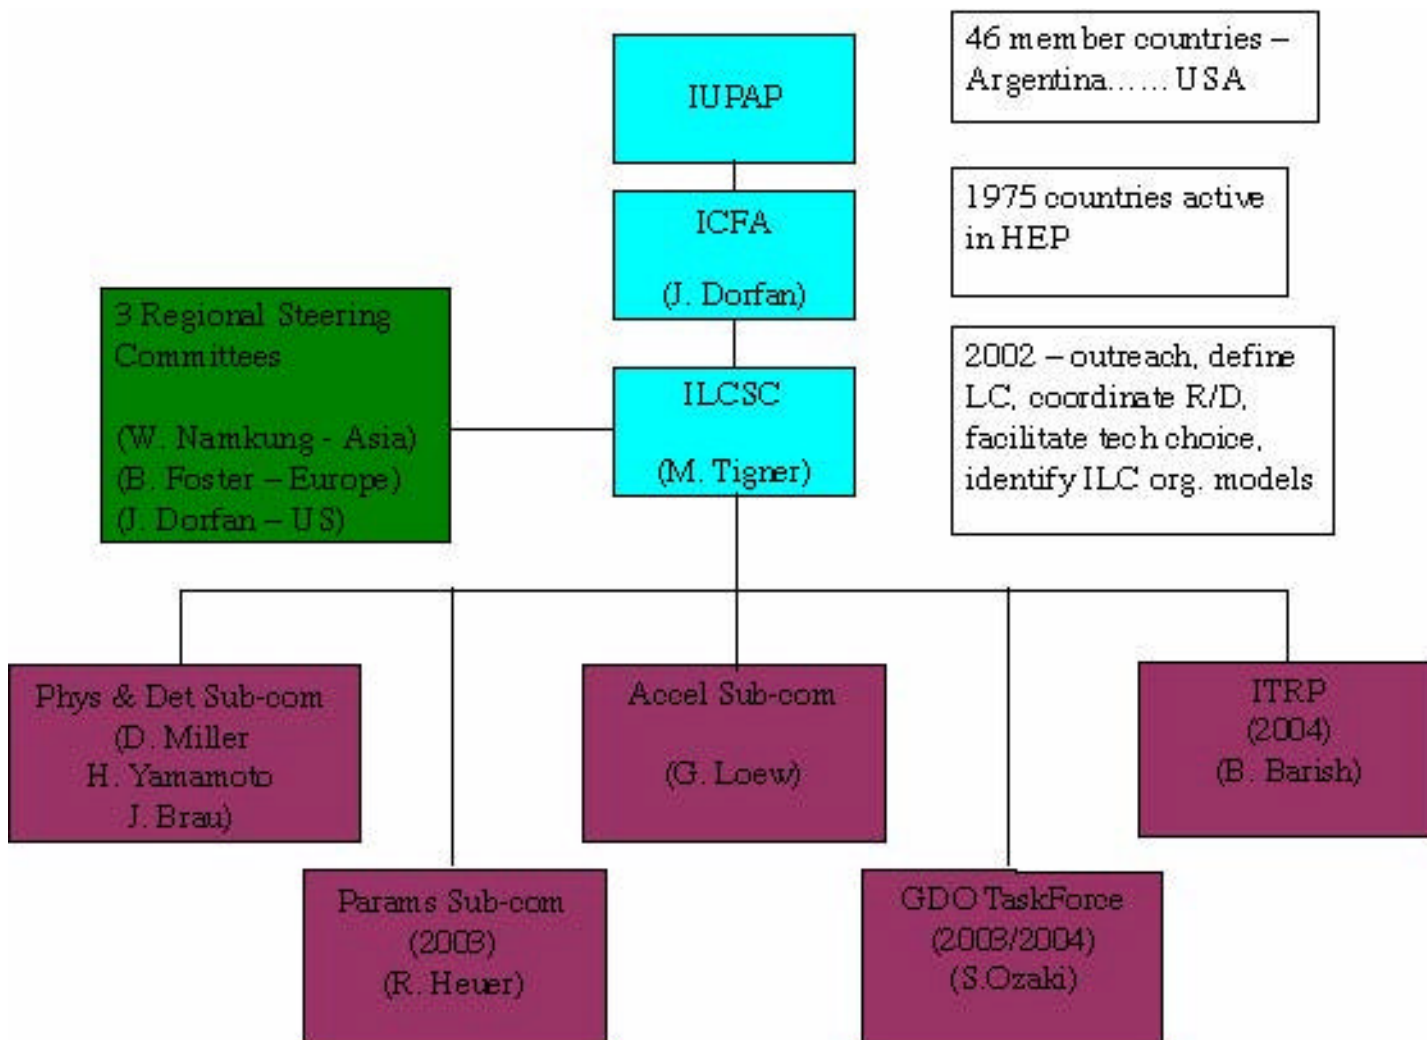 IUPAP
46 member countries –
Argentina...... USA
ICFA
(J. Dorfan)
1975 countries active
in HEP
3 Regional Steering
Committees
(W. Namkung - Asia)
(B. Foster – Europe)
(J. Dorfan – US)
ILCSC
(M. Tigner)
2002 – outreach, define
LC, coordinate R/D,
facilitate tech choice,
identify ILC org. models
Phys & Det Sub-com
(D. Miller
H. Yamamoto
J. Brau)
Accel Sub-com
(G. Loew)
ITRP
(2004)
(B. Barish)
Params Sub-com
(2003)
(R. Heuer)
GDO TaskForce
(2003/2004)
(S.Ozaki)